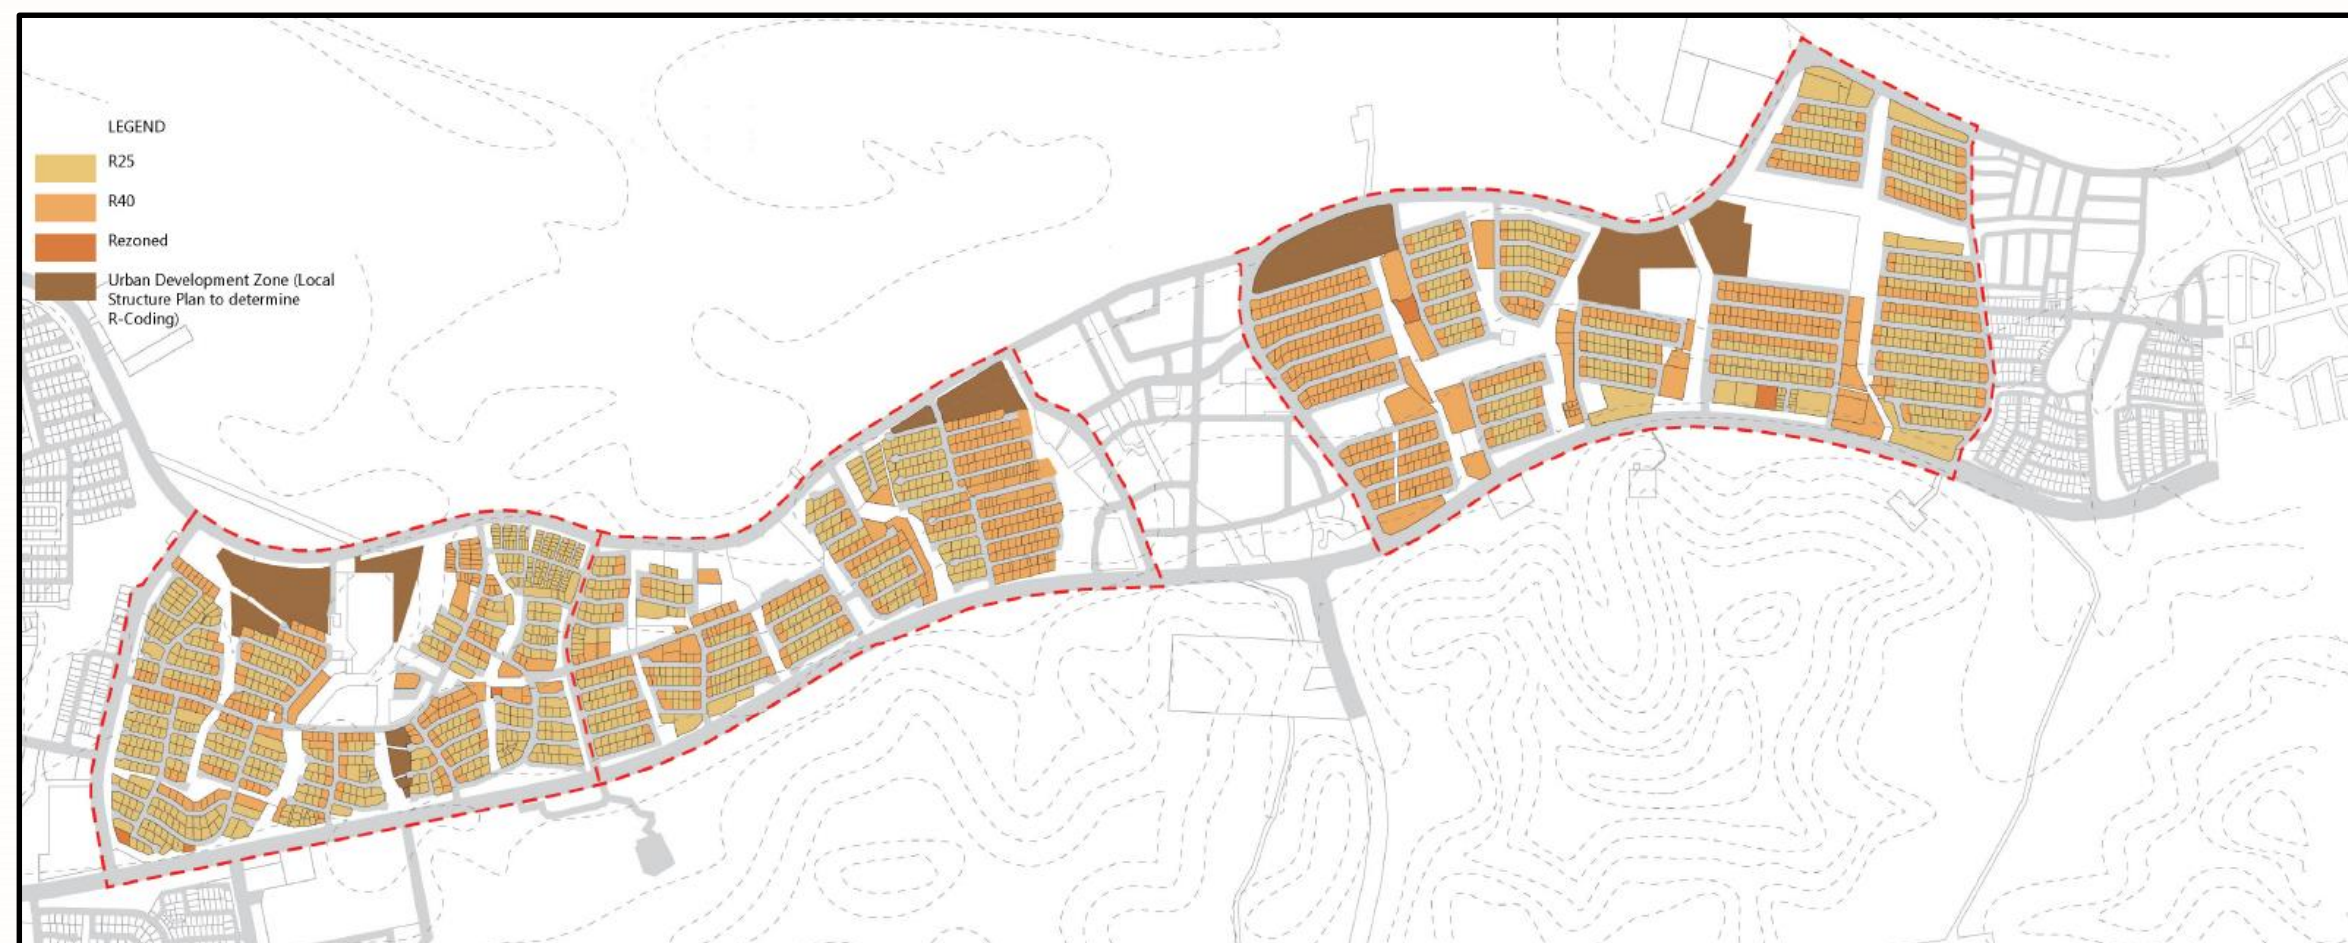 LEGEND
R25
R40
Rezoned
Urban Development Zone (Local
Structure Plan to determine
R-Coding)